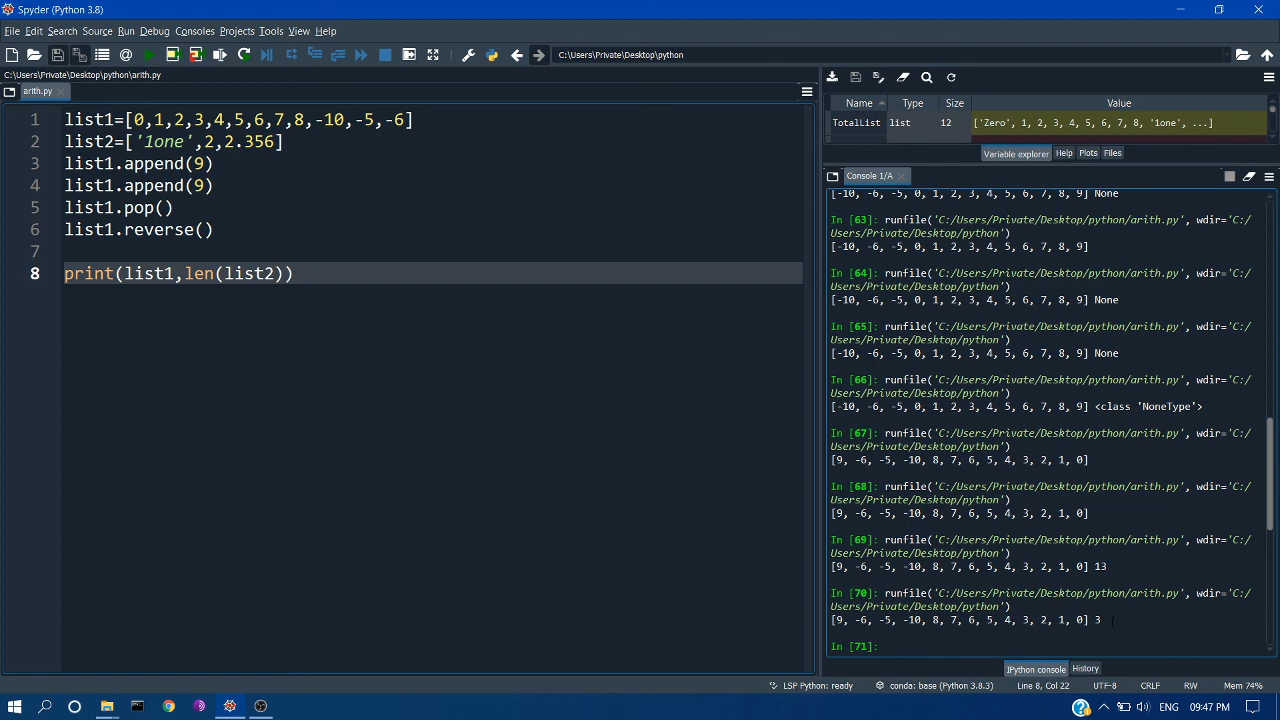 Spyder (Python 3.8)
File Edit Search Source Run Debug Consoles Projects Tools View Help
C:\Users\Private\Desktop\python
C:\Users\Private\Desktop\python\arith.py
arith.py
1 list1=[0,1,2,3,4,5,6,7,8,-10,-5,-6]
2 list2=['1one',2,2.356]
3 list1.append(9)
4 list1.append(9)
5 list1.pop()
6 list1.reverse()
7
8 print(list1,len(list2))
Name Type Size Value
TotalList list 12 ['Zero', 1, 2, 3, 4, 5, 6, 7, 8, '1one', ...]
Variable explorer Help Plots Files
Console 1/A
[-10, -6, -5, 0, 1, 2, 3, 4, 5, 6, 7, 8, 9] None
In [63]: runfile('C:/Users/Private/Desktop/python/arith.py', wdir='C:/
Users/Private/Desktop/python')
[-10, -6, -5, 0, 1, 2, 3, 4, 5, 6, 7, 8, 9]
In [64]: runfile('C:/Users/Private/Desktop/python/arith.py', wdir='C:/
Users/Private/Desktop/python')
[-10, -6, -5, 0, 1, 2, 3, 4, 5, 6, 7, 8, 9] None
In [65]: runfile('C:/Users/Private/Desktop/python/arith.py', wdir='C:/
Users/Private/Desktop/python')
[-10, -6, -5, 0, 1, 2, 3, 4, 5, 6, 7, 8, 9] None
In [66]: runfile('C:/Users/Private/Desktop/python/arith.py', wdir='C:/
Users/Private/Desktop/python')
[-10, -6, -5, 0, 1, 2, 3, 4, 5, 6, 7, 8, 9] <class 'NoneType'>
In [67]: runfile('C:/Users/Private/Desktop/python/arith.py', wdir='C:/
Users/Private/Desktop/python')
[9, -6, -5, -10, 8, 7, 6, 5, 4, 3, 2, 1, 0]
In [68]: runfile('C:/Users/Private/Desktop/python/arith.py', wdir='C:/
Users/Private/Desktop/python')
[9, -6, -5, -10, 8, 7, 6, 5, 4, 3, 2, 1, 0]
In [69]: runfile('C:/Users/Private/Desktop/python/arith.py', wdir='C:/
Users/Private/Desktop/python')
[9, -6, -5, -10, 8, 7, 6, 5, 4, 3, 2, 1, 0] 13
In [70]: runfile('C:/Users/Private/Desktop/python/arith.py', wdir='C:/
Users/Private/Desktop/python')
[9, -6, -5, -10, 8, 7, 6, 5, 4, 3, 2, 1, 0] 3
In [71]:
IPython console History
LSP Python: ready conda: base (Python 3.8.3) Line 8, Col 22 UTF-8 CRLF RW Mem 74%
09:47 PM